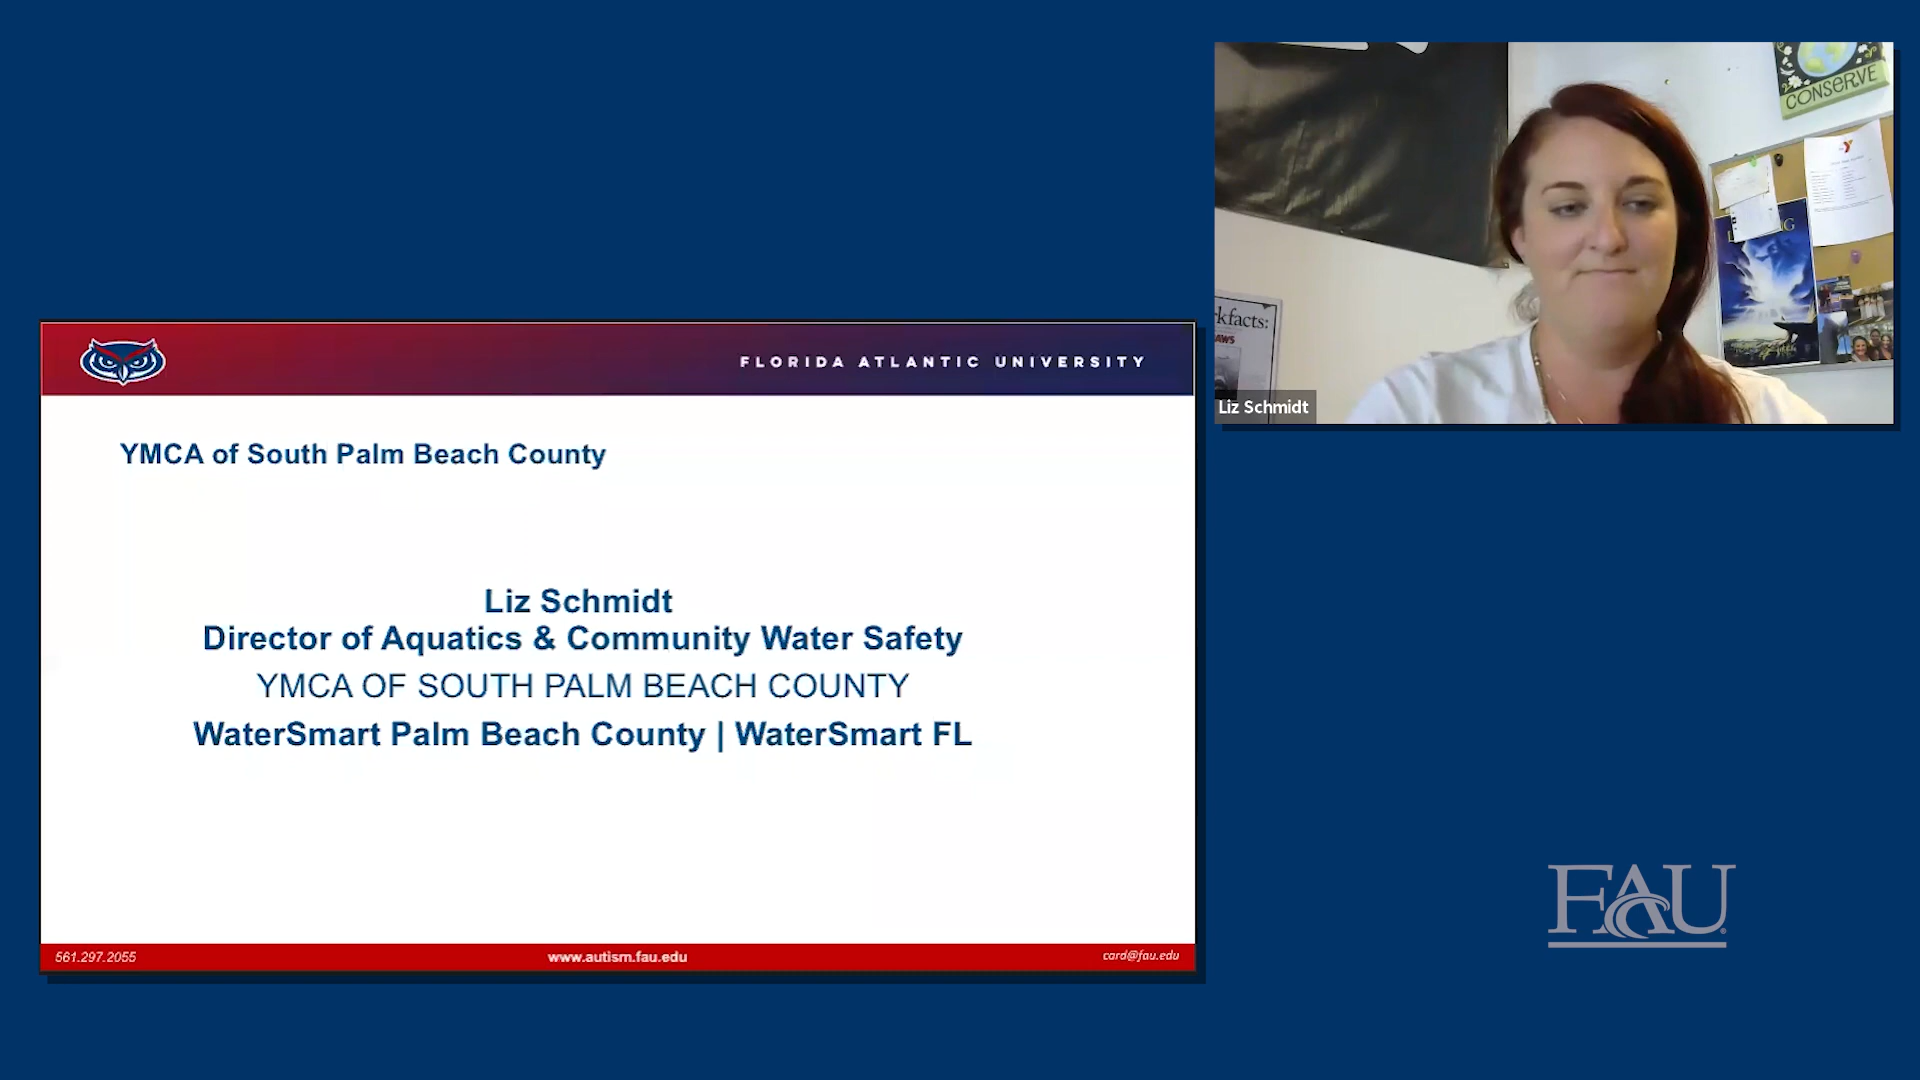 FLORIDA ATLANTIC UNIVERSITY
YMCA of South Palm Beach County
Liz Schmidt
Director of Aquatics & Community Water Safety
YMCA OF SOUTH PALM BEACH COUNTY
WaterSmart Palm Beach County | WaterSmart FL
561.297.2055
www.autism.fau.edu
card@fau.edu
CONSERVE
rkfacts:
Liz Schmidt
FAU